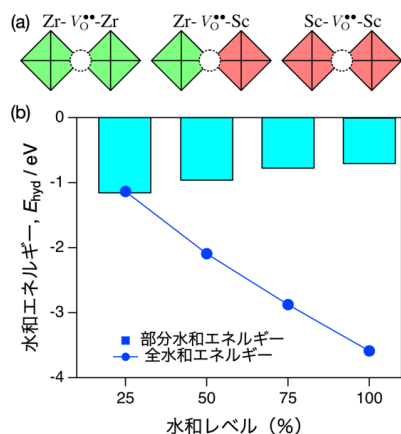 (a) Zr- V_O^{••}-Zr Zr- V_O^{••}-Sc Sc- V_O^{••}-Sc
(b)
水和エネルギー, E_hyd / eV
0
-1
-2
-3
-4
部分水和エネルギー
全水和エネルギー
25 50 75 100
水和レベル（%）